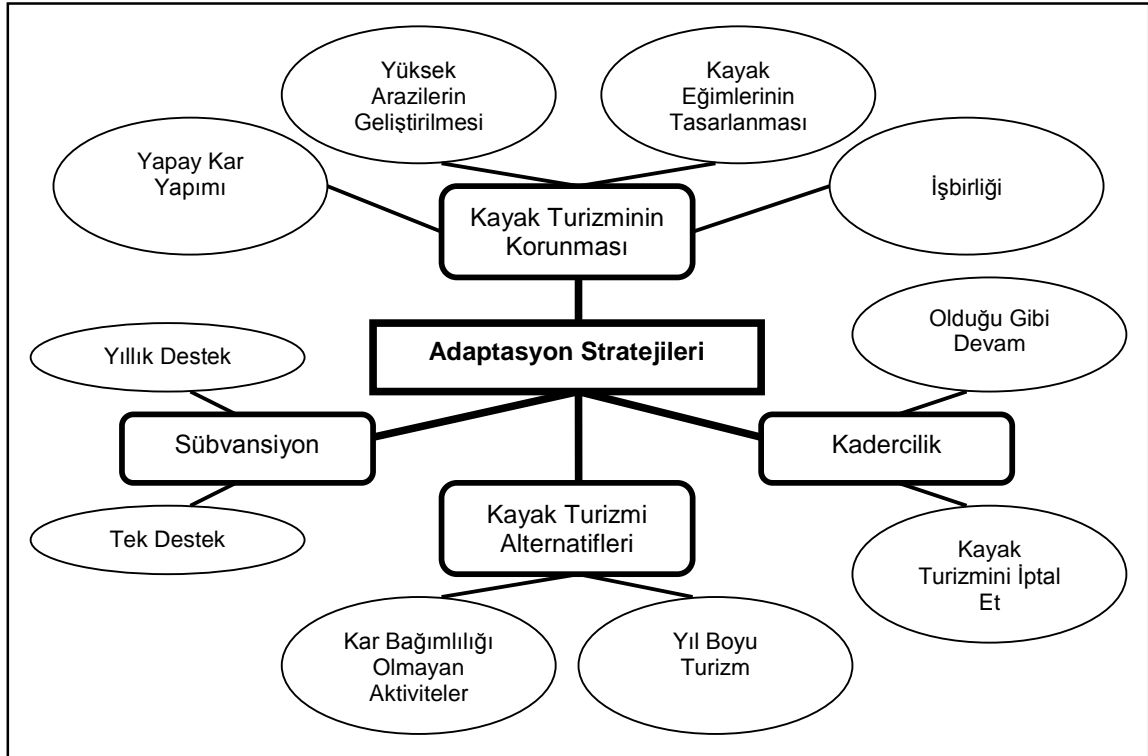 Yüksek
Arazilerin
Geliştirilmesi
Kayak
Eğimlerinin
Tasarlanması
Yapay Kar
Yapımı
İşbirliği
Kayak Turizminin
Korunması
Olduğu Gibi
Devam
Adaptasyon Stratejileri
Yıllık Destek
Sübvansiyon
Kadercilik
Tek Destek
Kayak Turizmi
Alternatifleri
Kayak
Turizmini İptal
Et
Kar Bağımlılığı
Olmayan
Aktiviteler
Yıl Boyu
Turizm